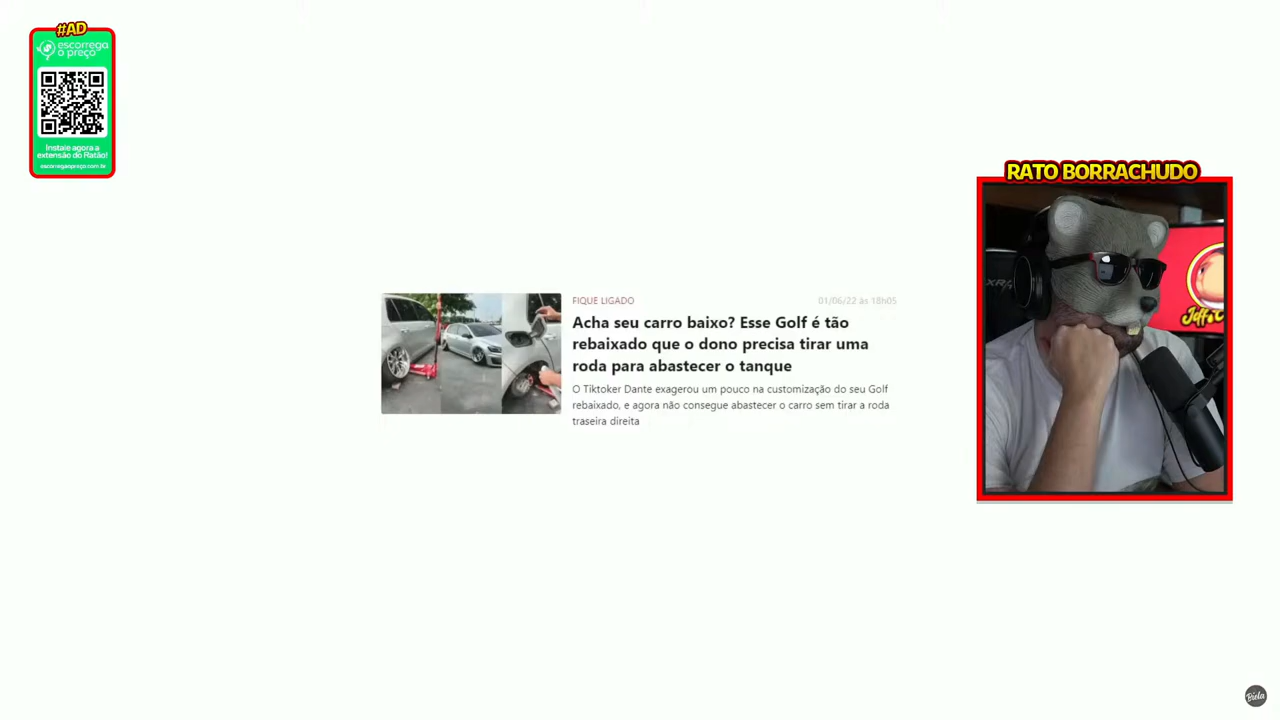 #AD
escorrega
o preço
Instale agora a
extensão do Ratão!
escorregaopreço.com.br
RATO BORRACHUDO
FIQUE LIGADO
01/06/22 às 18h05
Acha seu carro baixo? Esse Golf é tão
rebaixado que o dono precisa tirar uma
roda para abastecer o tanque
O Tiktoker Dante exagerou um pouco na customização do seu Golf
rebaixado, e agora não consegue abastecer o carro sem tirar a roda
traseira direita
Biela